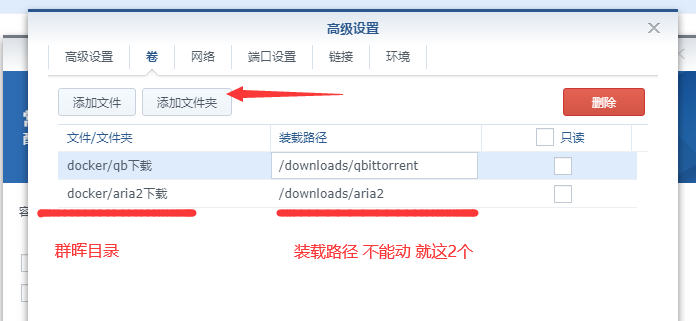 高级设置
高级设置 卷 网络 端口设置 链接 环境
添加文件 添加文件夹 删除
文件/文件夹 装载路径 只读
docker/qb下载 /downloads/qbittorrent
docker/aria2下载 /downloads/aria2
群晖目录 装载路径 不能动 就这2个